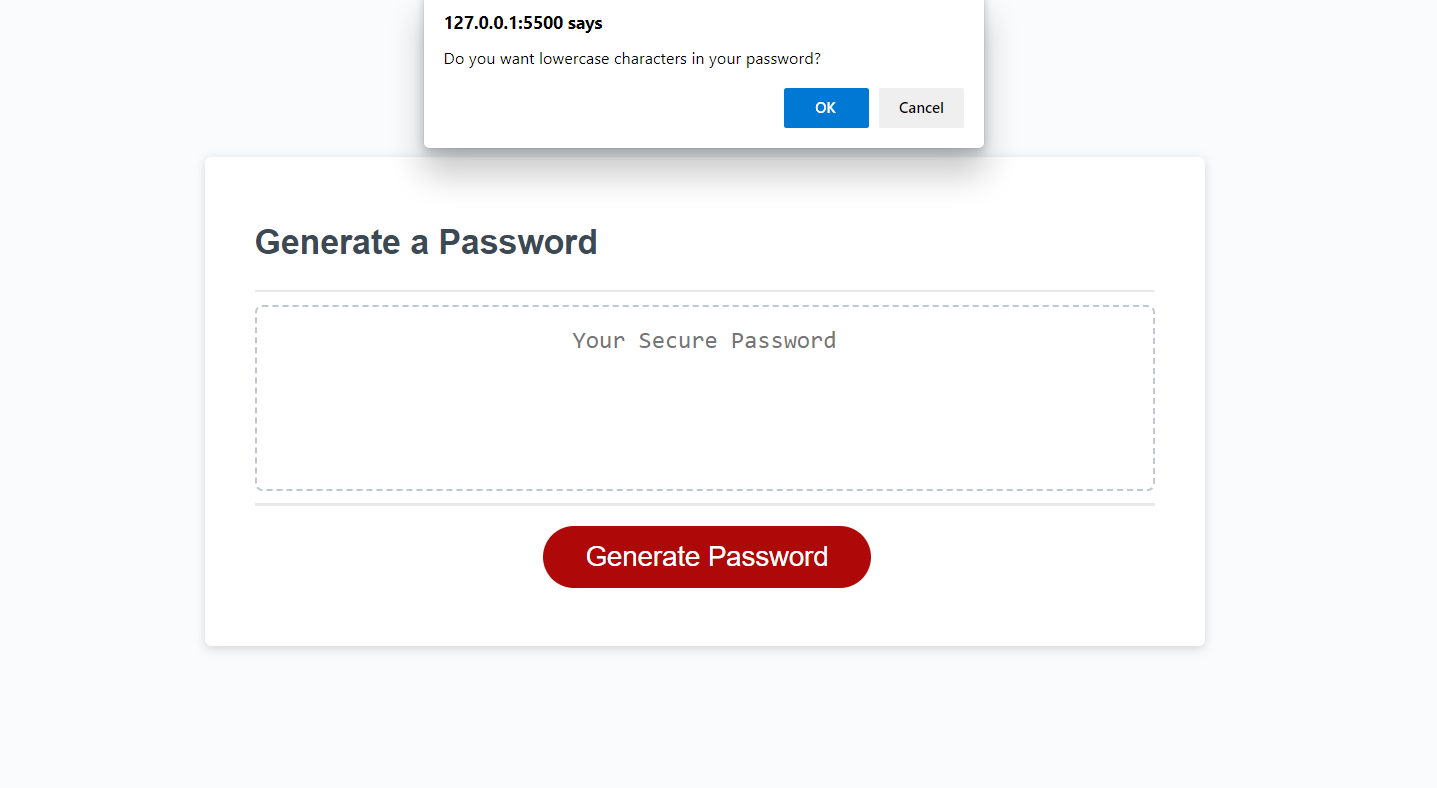 127.0.0.1:5500 says
Do you want lowercase characters in your password?
OK Cancel
Generate a Password
Your Secure Password
Generate Password